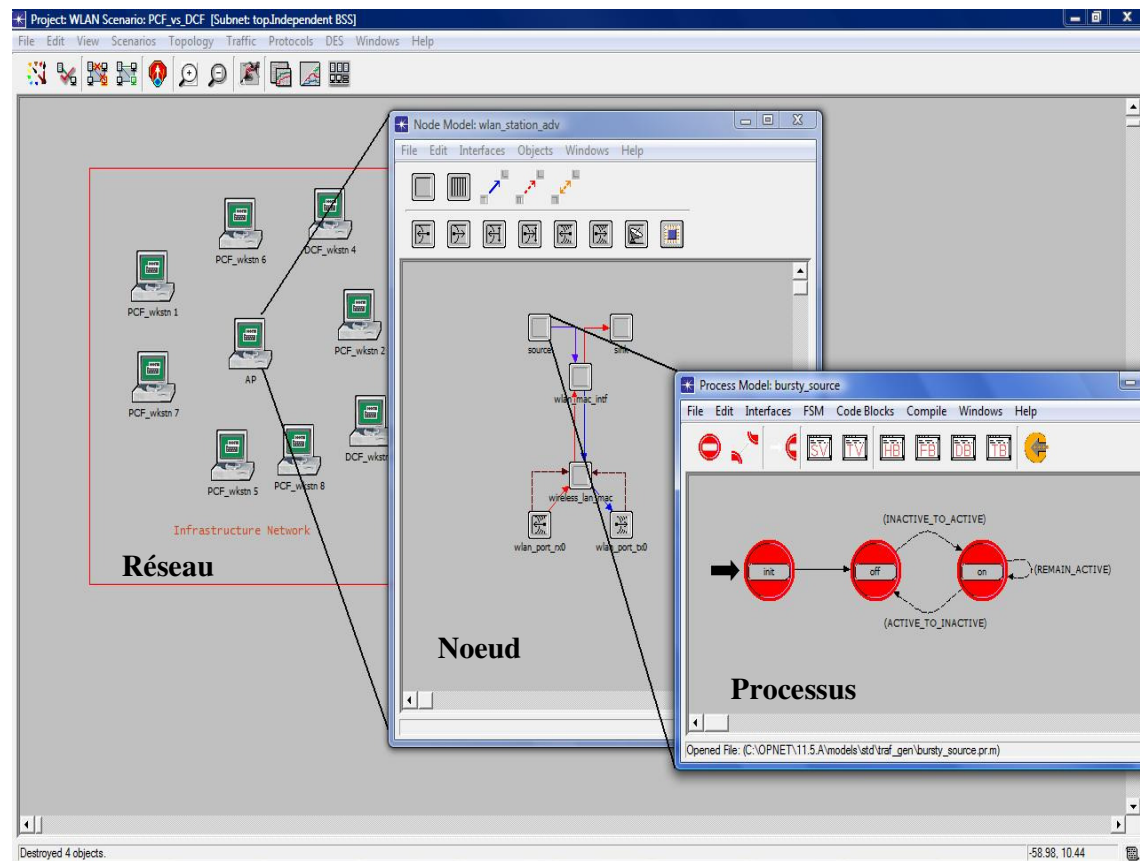 Project: WLAN Scenario: PCF_vs_DCF [Subnet: top.Independent BSS]
File Edit View Scenarios Topology Traffic Protocols DES Windows Help
Node Model: wlan_station_adv
File Edit Interfaces Objects Windows Help
PCF_wkstn 6
DCF_wkstn 4
PCF_wkstn 1
PCF_wkstn 2
AP
PCF_wkstn 7
DCF_wkstn
PCF_wkstn 5
PCF_wkstn 8
Infrastructure Network
Réseau
source
sink
wlan_mac_intf
wireless_lan_mac
wlan_port_rx0
wlan_port_tx0
Noeud
Process Model: bursty_source
File Edit Interfaces FSM Code Blocks Compile Windows Help
SV TV HB FB DB TB
(INACTIVE_TO_ACTIVE)
init
off
on
(REMAIN_ACTIVE)
(ACTIVE_TO_INACTIVE)
Processus
Opened File: (C:\OPNET\11.5.A\models\std\traf_gen\bursty_source.pr.m)
Destroyed 4 objects.
-58.98, 10.44